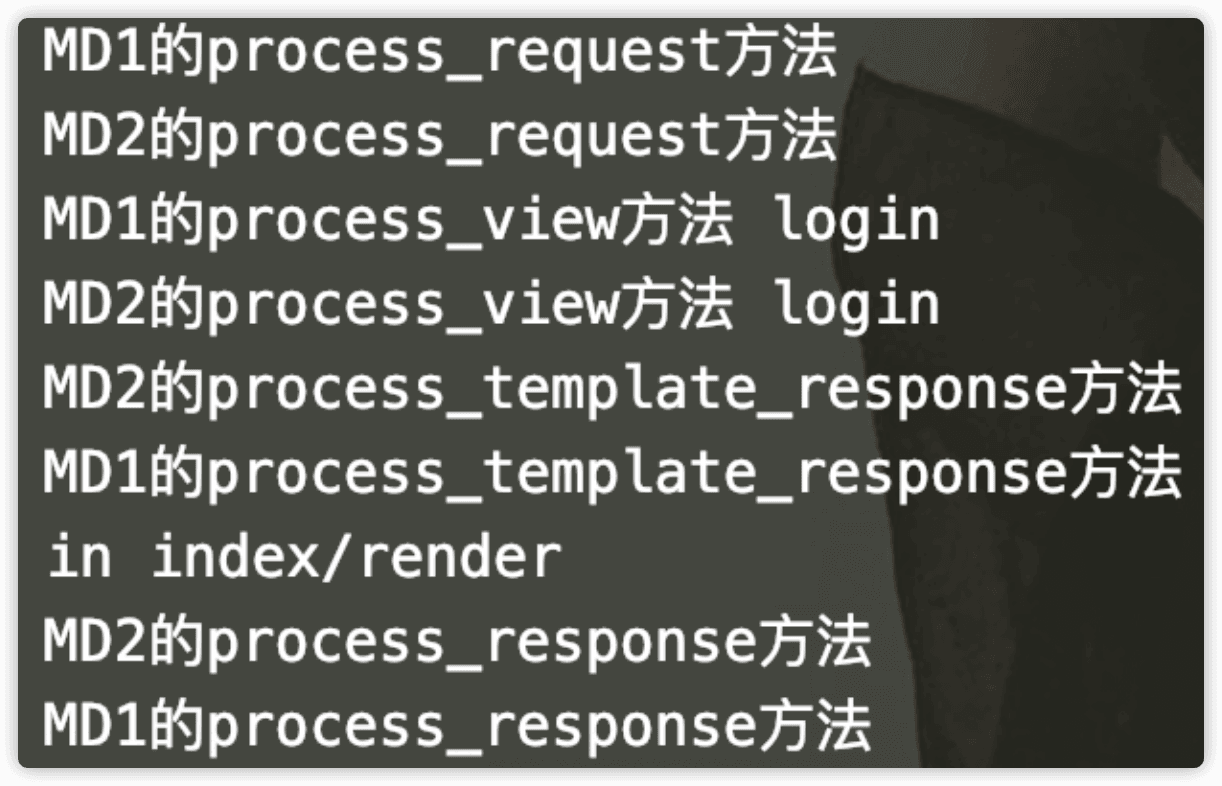 MD1的process_request方法
MD2的process_request方法
MD1的process_view方法 login
MD2的process_view方法 login
MD2的process_template_response方法
MD1的process_template_response方法
in index/render
MD2的process_response方法
MD1的process_response方法